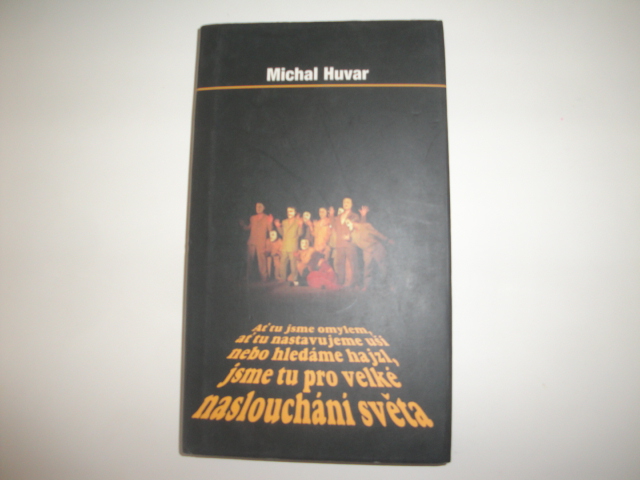 Michal Huvar
Ať tu jsme omylem,
ať tu nastavujeme uši
nebo hledáme hajzl,
jsme tu pro velké
naslouchání světa